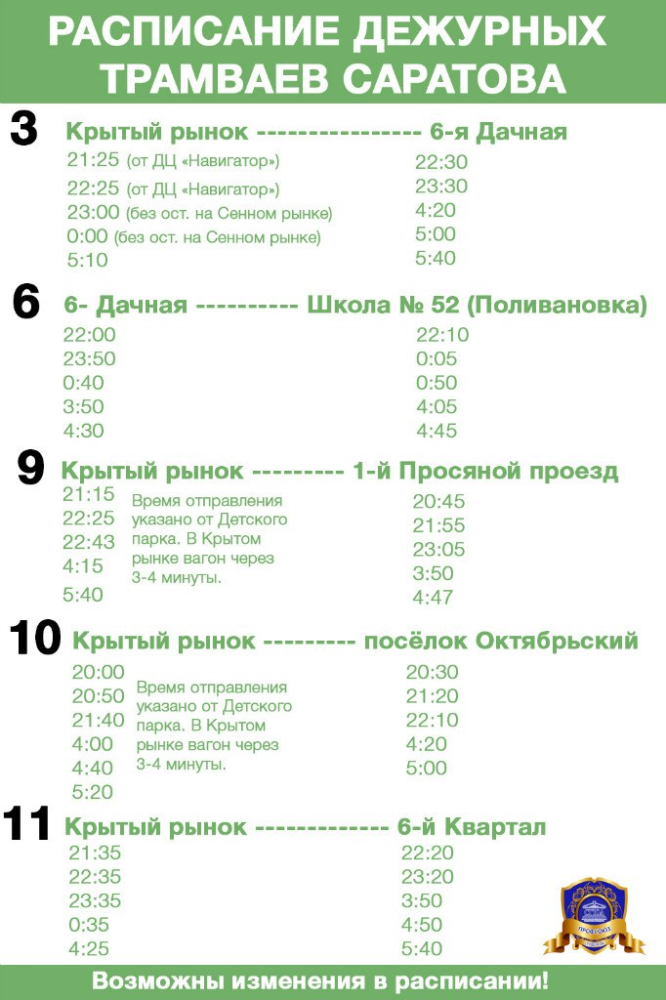 РАСПИСАНИЕ ДЕЖУРНЫХ
ТРАМВАЕВ САРАТОВА
3 Крытый рынок ---------------- 6-я Дачная
21:25 (от ДЦ «Навигатор») 22:30
22:25 (от ДЦ «Навигатор») 23:30
23:00 (без ост. на Сенном рынке) 4:20
0:00 (без ост. на Сенном рынке) 5:00
5:10 5:40
6 6- Дачная ---------- Школа № 52 (Поливановка)
22:00 22:10
23:50 0:05
0:40 0:50
3:50 4:05
4:30 4:45
9 Крытый рынок --------- 1-й Просяной проезд
21:15 20:45
22:25 21:55
22:43 23:05
4:15 3:50
5:40 4:47
Время отправления
указано от Детского
парка. В Крытом
рынке вагон через
3-4 минуты.
10 Крытый рынок --------- посёлок Октябрьский
20:00 20:30
20:50 21:20
21:40 22:10
4:00 4:20
4:40 5:00
5:20
Время отправления
указано от Детского
парка. В Крытом
рынке вагон через
3-4 минуты.
11 Крытый рынок ------------- 6-й Квартал
21:35 22:20
22:35 23:20
23:35 3:50
0:35 4:50
4:25 5:40
ПРОФСОЮЗ
Возможны изменения в расписании!